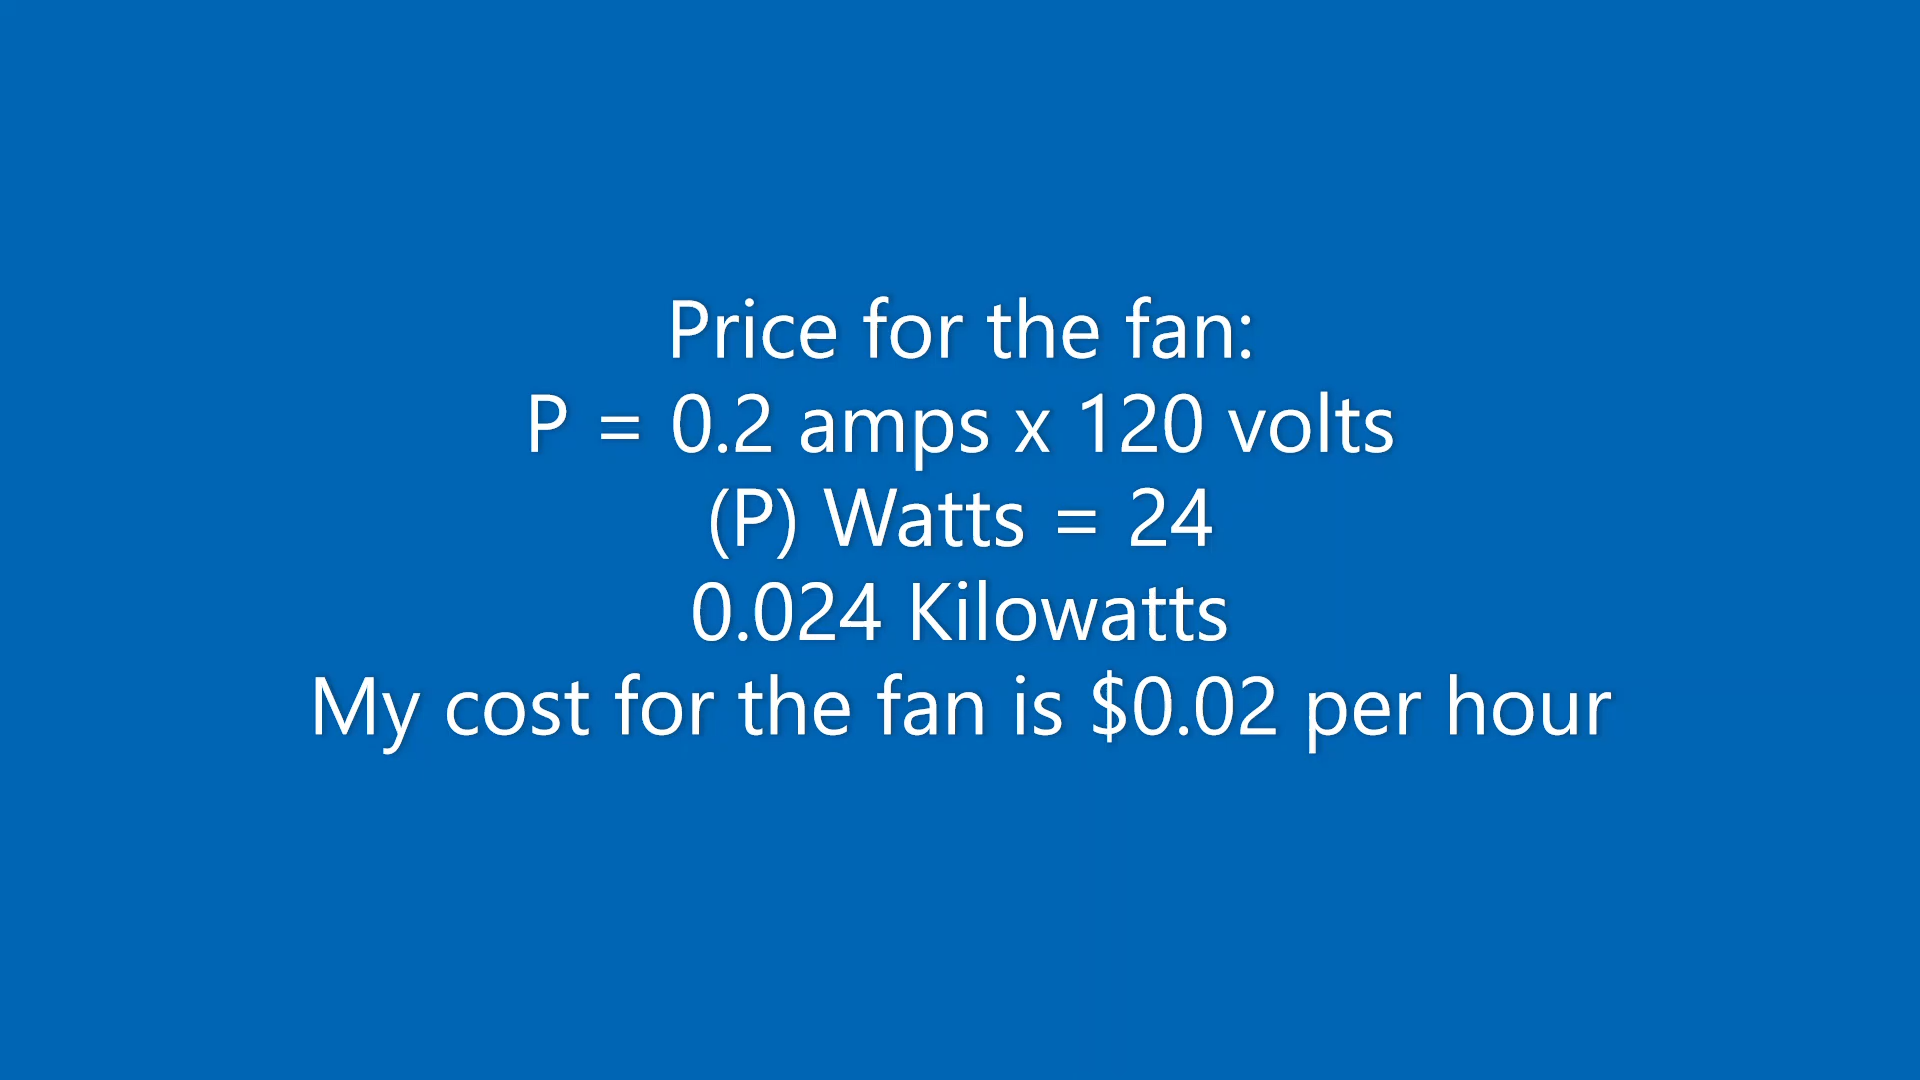 Price for the fan:
P = 0.2 amps x 120 volts
(P) Watts = 24
0.024 Kilowatts
My cost for the fan is $0.02 per hour